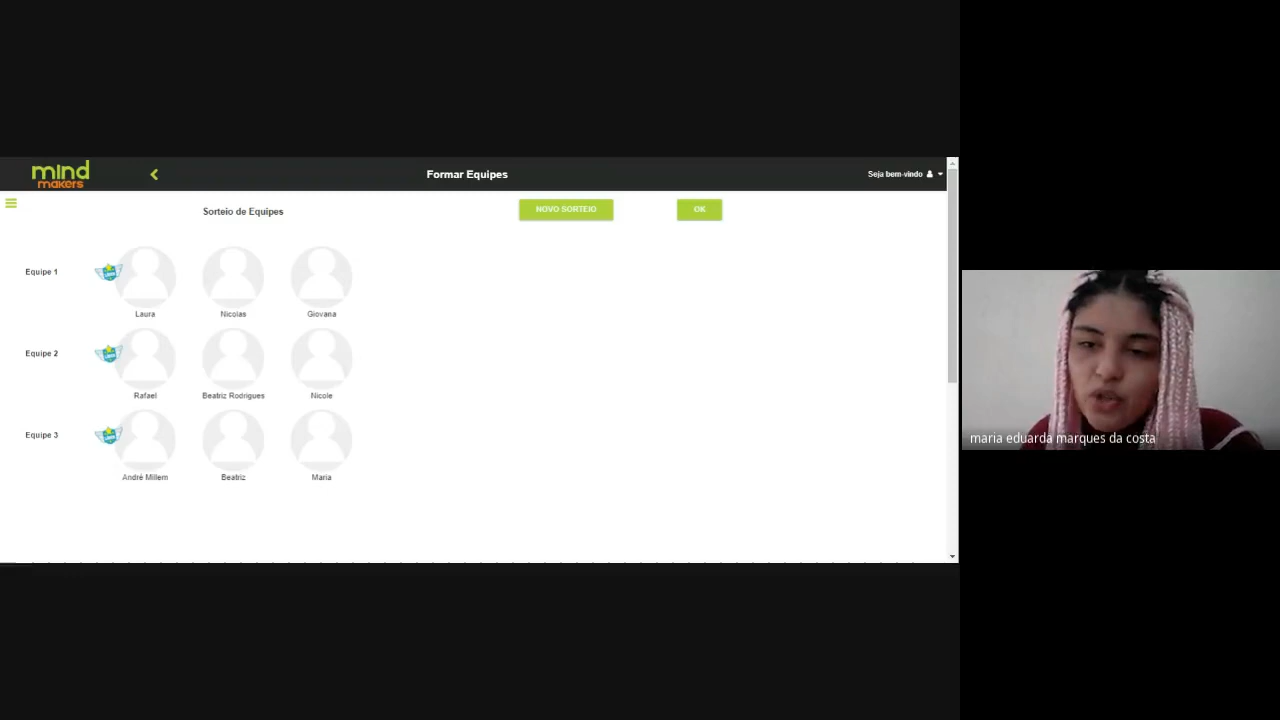 mind
makers
Formar Equipes
Seja bem-vindo
Sorteio de Equipes
NOVO SORTEIO
OK
Equipe 1
Laura
Nicolas
Giovana
Equipe 2
Rafael
Beatriz Rodrigues
Nicole
Equipe 3
André Millem
Beatriz
Maria
maria eduarda marques da costa